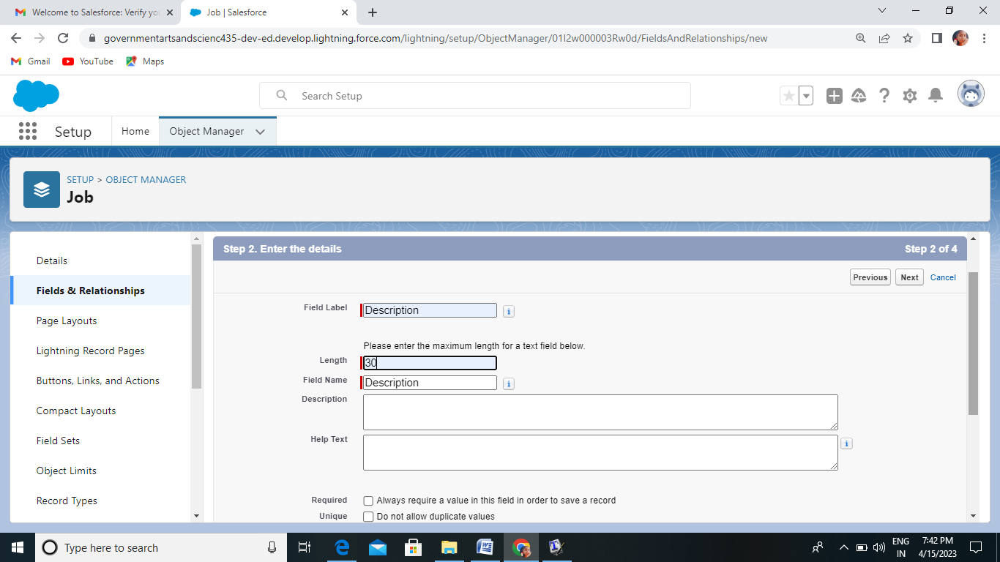 Welcome to Salesforce: Verify yo
Job | Salesforce
governmentartsandscienc435-dev-ed.develop.lightning.force.com/lightning/setup/ObjectManager/01I2w000003Rw0d/FieldsAndRelationships/new
Gmail
YouTube
Maps
Search Setup
Setup
Home
Object Manager
SETUP > OBJECT MANAGER
Job
Details
Fields & Relationships
Page Layouts
Lightning Record Pages
Buttons, Links, and Actions
Compact Layouts
Field Sets
Object Limits
Record Types
Step 2. Enter the details
Step 2 of 4
Previous
Next
Cancel
Field Label
Description
Please enter the maximum length for a text field below.
Length
30
Field Name
Description
Description
Help Text
Required
Always require a value in this field in order to save a record
Unique
Do not allow duplicate values
Type here to search
ENG
IN
7:42 PM
4/15/2023